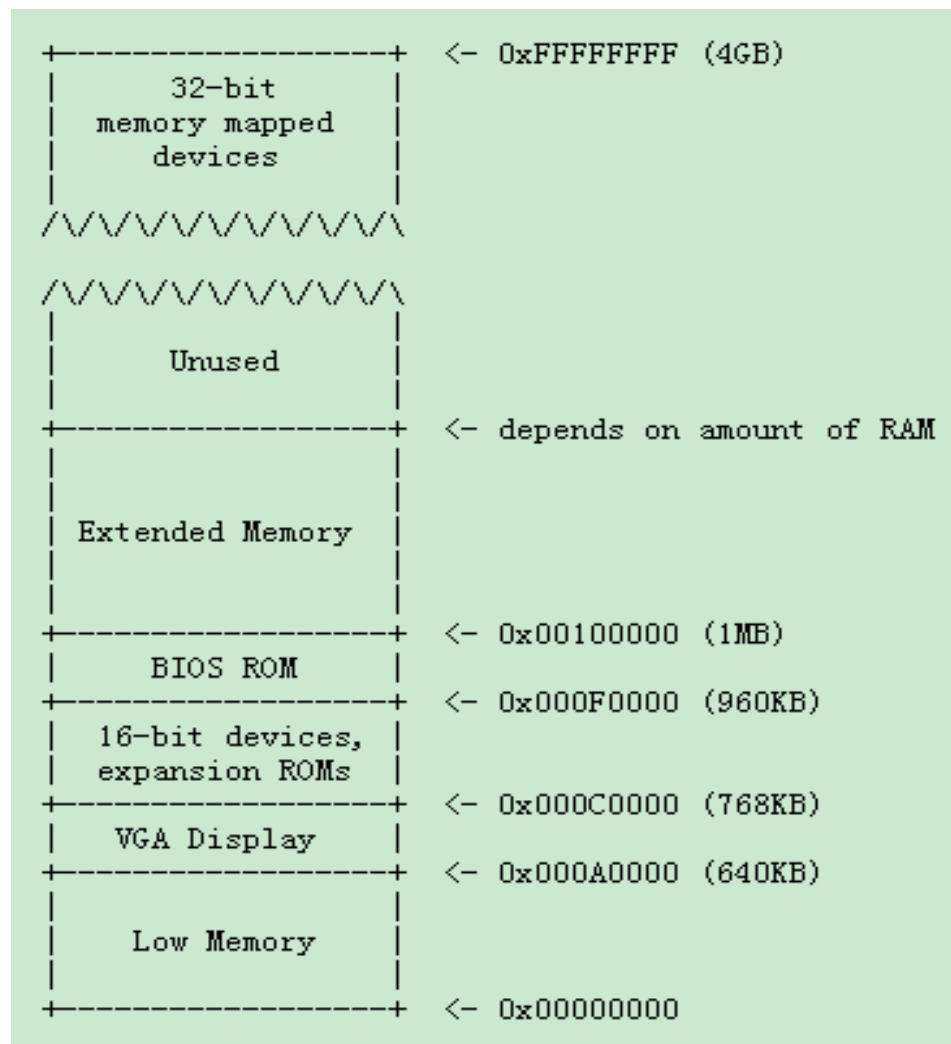 +------------------+ <- 0xFFFFFFFF (4GB)
| 32-bit |
| memory mapped |
| devices |
| |
/\/\/\/\/\/\/\/\/\/\

/\/\/\/\/\/\/\/\/\/\
| |
| Unused |
| |
+------------------+ <- depends on amount of RAM
| |
| |
| Extended Memory |
| |
| |
+------------------+ <- 0x00100000 (1MB)
| BIOS ROM |
+------------------+ <- 0x000F0000 (960KB)
| 16-bit devices, |
| expansion ROMs |
+------------------+ <- 0x000C0000 (768KB)
| VGA Display |
+------------------+ <- 0x000A0000 (640KB)
| |
| Low Memory |
| |
+------------------+ <- 0x00000000